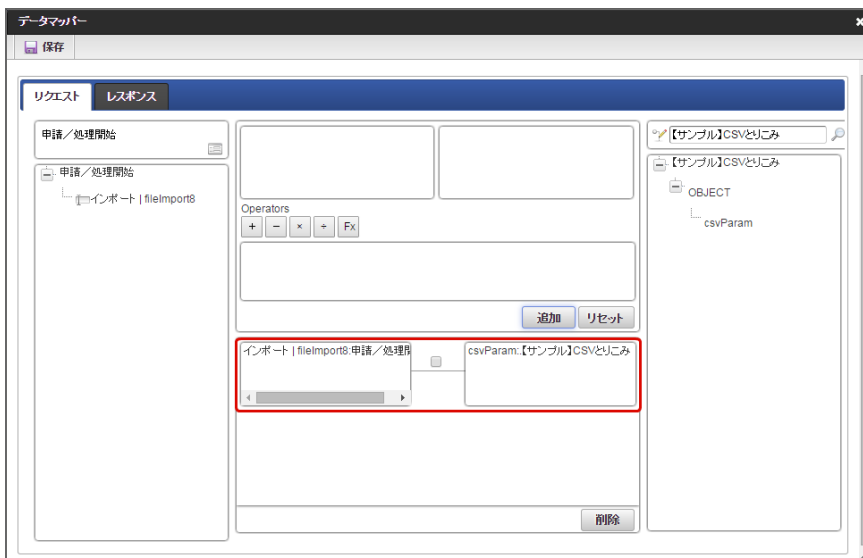 データマッパー
保存
リクエスト レスポンス
申請／処理開始
申請／処理開始
インポート | fileImport8
Operators
+ − × ÷ Fx
追加 リセット
インポート | fileImport8:申請／処理
csvParam:【サンプル】CSVとりこみ
削除
【サンプル】CSVとりこみ
【サンプル】CSVとりこみ
OBJECT
csvParam